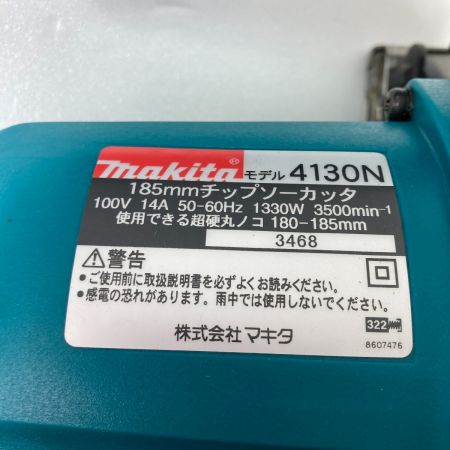 makita® モデル 4130N
185mmチップソーカッタ
100V 14A 50-60Hz 1330W 3500min⁻¹
使用できる超硬丸ノコ 180-185mm
3468
⚠警告
●ご使用前に取扱説明書を必ずよくお読みください。
●感電の恐れがあります。雨中では使用しないでください。
株式会社マキタ
322
8607476